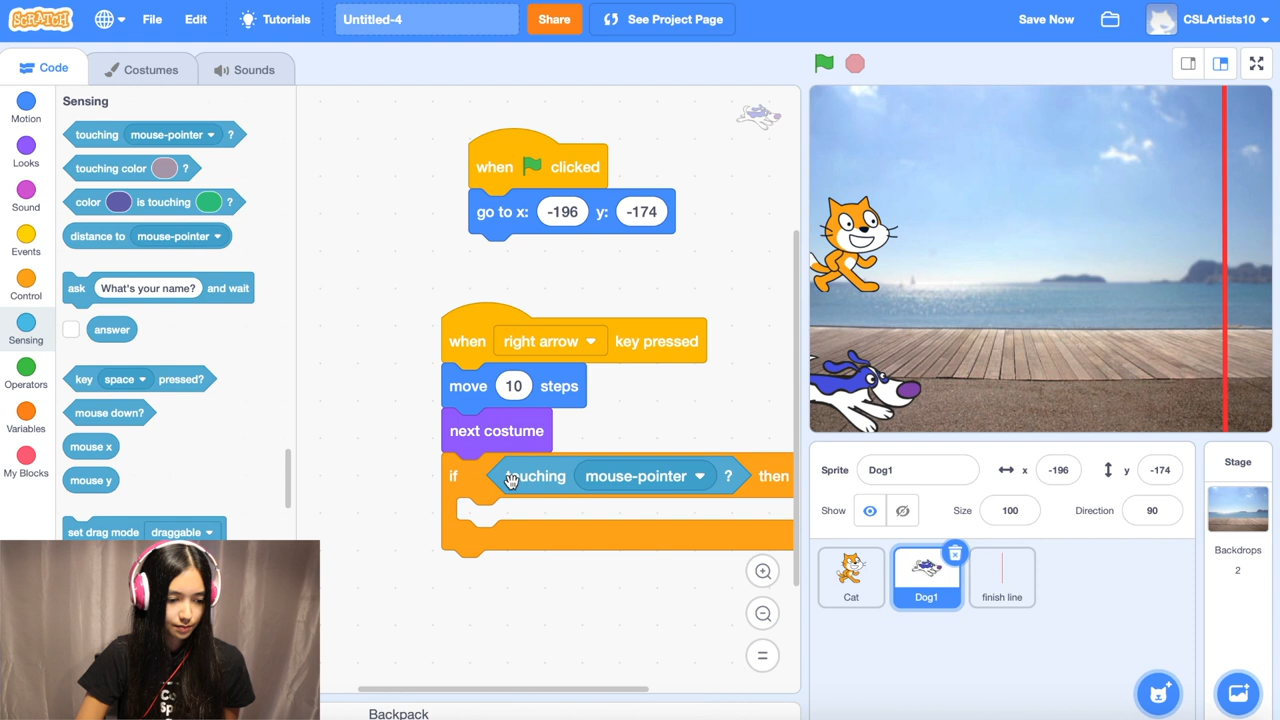 SCRATCH File Edit Tutorials Untitled-4 Share See Project Page Save Now CSLArtists10
Code Costumes Sounds
Motion
Looks
Sound
Events
Control
Sensing
Operators
Variables
My Blocks
Sensing
touching mouse-pointer ?
touching color ?
color is touching ?
distance to mouse-pointer
ask What's your name? and wait
answer
key space pressed?
mouse down?
mouse x
mouse y
set drag mode draggable
when clicked
go to x: -196 y: -174
when right arrow key pressed
move 10 steps
next costume
if touching mouse-pointer ? then
Backpack
Sprite Dog1 x -196 y -174
Show Size 100 Direction 90
Cat Dog1 finish line
Stage
Backdrops
2